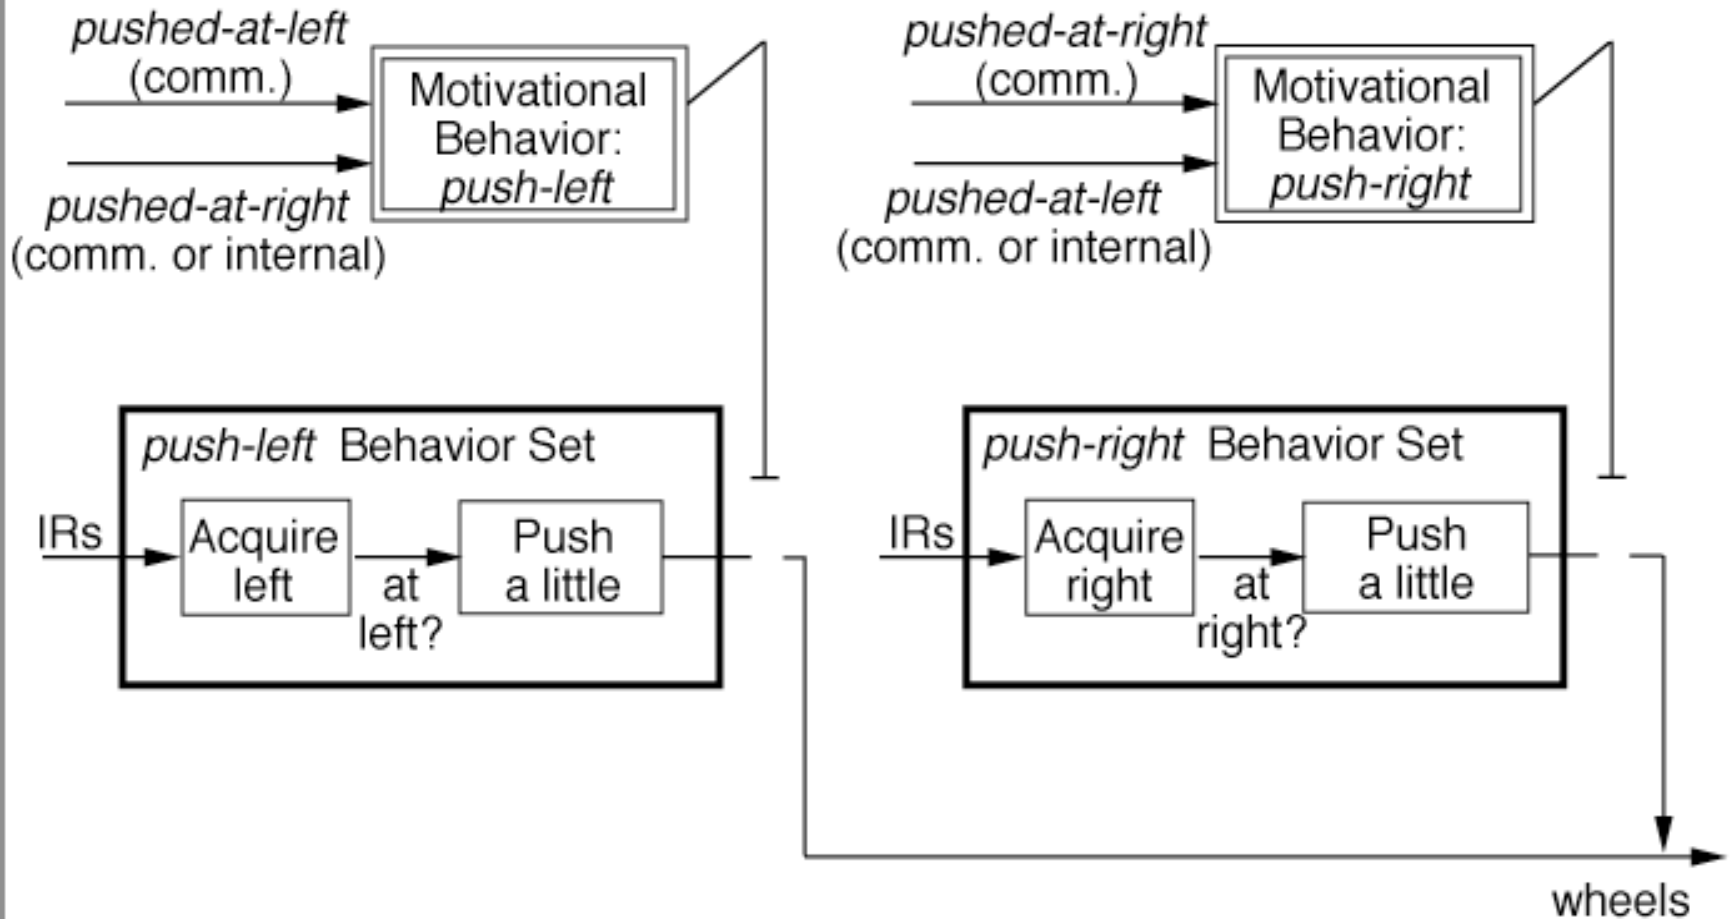 pushed-at-left
(comm.)
pushed-at-right
(comm. or internal)
Motivational
Behavior:
push-left
pushed-at-right
(comm.)
pushed-at-left
(comm. or internal)
Motivational
Behavior:
push-right
push-left Behavior Set
IRs
Acquire
left
at
left?
Push
a little
push-right Behavior Set
IRs
Acquire
right
at
right?
Push
a little
wheels